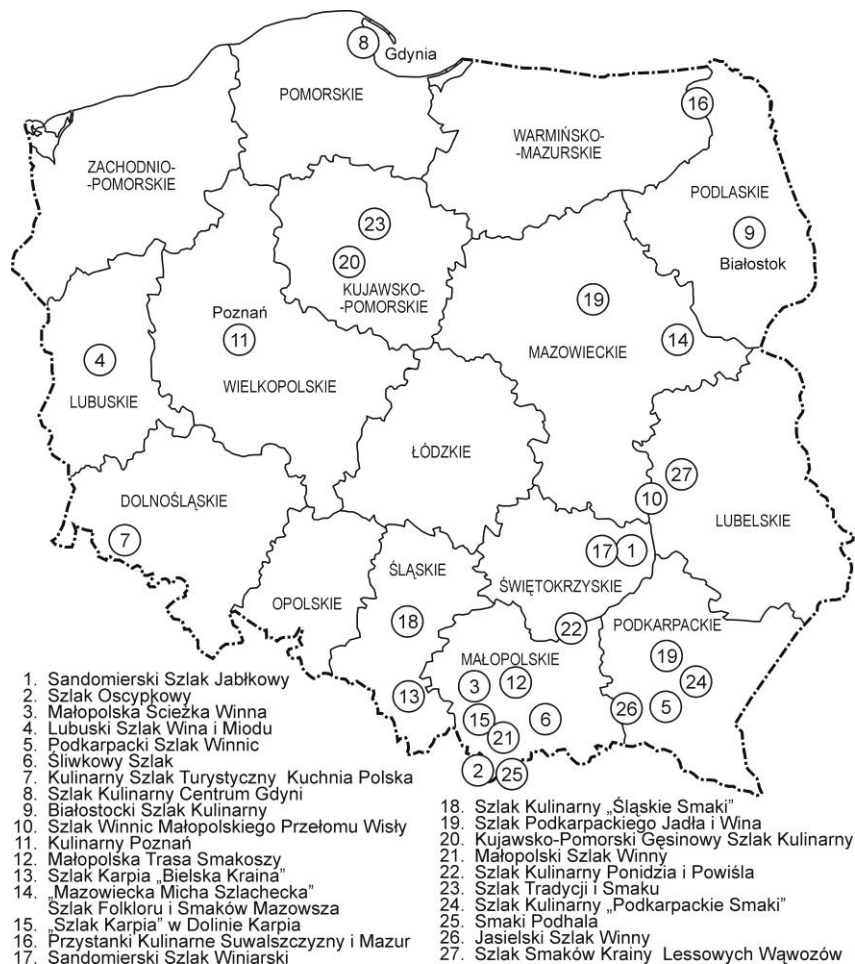 8
Gdynia
POMORSKIE
16
WARMIŃSKO-
-MAZURSKIE
ZACHODNIO-
-POMORSKIE
PODLASKIE
23
9
20
Białystok
KUJAWSKO-
-POMORSKIE
19
Poznań
11
14
4
MAZOWIECKIE
LUBUSKIE
WIELKOPOLSKIE
ŁÓDZKIE
27
DOLNOŚLĄSKIE
10
LUBELSKIE
7
17
1
ŚLĄSKIE
ŚWIĘTOKRZYSKIE
OPOLSKIE
18
22
PODKARPACKIE
MAŁOPOLSKIE
19
3
12
24
13
26
5
15
6
21
2
25
1. Sandomierski Szlak Jabłkowy
2. Szlak Oscypkowy
3. Małopolska Ścieżka Winna
4. Lubuski Szlak Wina i Miodu
5. Podkarpacki Szlak Winnic
6. Śliwkowy Szlak
7. Kulinarny Szlak Turystyczny Kuchnia Polska
8. Szlak Kulinarny Centrum Gdyni
9. Białostocki Szlak Kulinarny
10. Szlak Winnic Małopolskiego Przełomu Wisły
11. Kulinarny Poznań
12. Małopolska Trasa Smakoszy
13. Szlak Karpia „Bielska Kraina”
14. „Mazowiecka Micha Szlachecka”
Szlak Folkloru i Smaków Mazowsza
15. „Szlak Karpia” w Dolinie Karpia
16. Przystanki Kulinarne Suwalszczyzny i Mazur
17. Sandomierski Szlak Winiarski
18. Szlak Kulinarny „Śląskie Smaki”
19. Szlak Podkarpackiego Jadła i Wina
20. Kujawsko-Pomorski Gęsinowy Szlak Kulinarny
21. Małopolski Szlak Winny
22. Szlak Kulinarny Ponidzia i Powiśla
23. Szlak Tradycji i Smaku
24. Szlak Kulinarny „Podkarpackie Smaki”
25. Smaki Podhala
26. Jasielski Szlak Winny
27. Szlak Smaków Krainy Lessowych Wąwozów